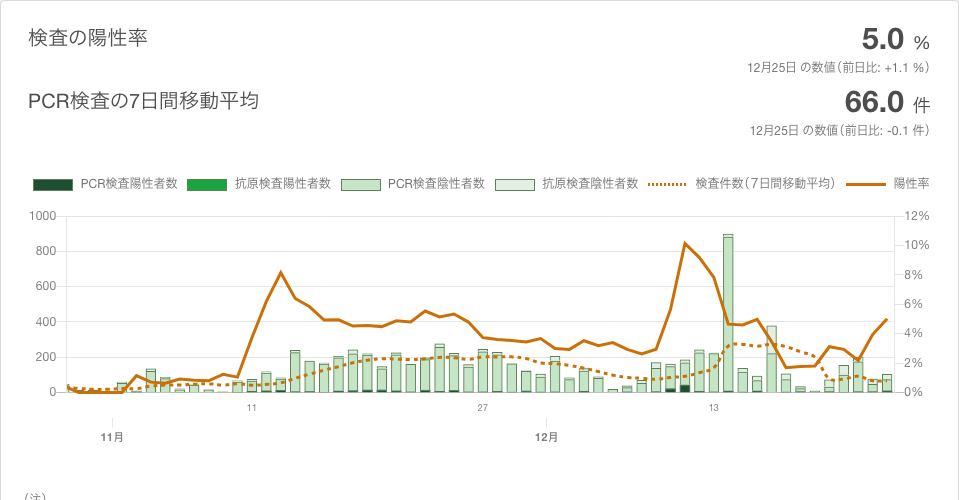 検査の陽性率
5.0 %
12月25日 の数値（前日比: +1.1 %）
PCR検査の7日間移動平均
66.0 件
12月25日 の数値（前日比: -0.1 件）
PCR検査陽性者数 抗原検査陽性者数 PCR検査陰性者数 抗原検査陰性者数 検査件数（7日間移動平均） 陽性率
1000 12%
10%
800
8%
600
6%
400
4%
200
2%
0 0%
11 27 13
11月 12月
（注）